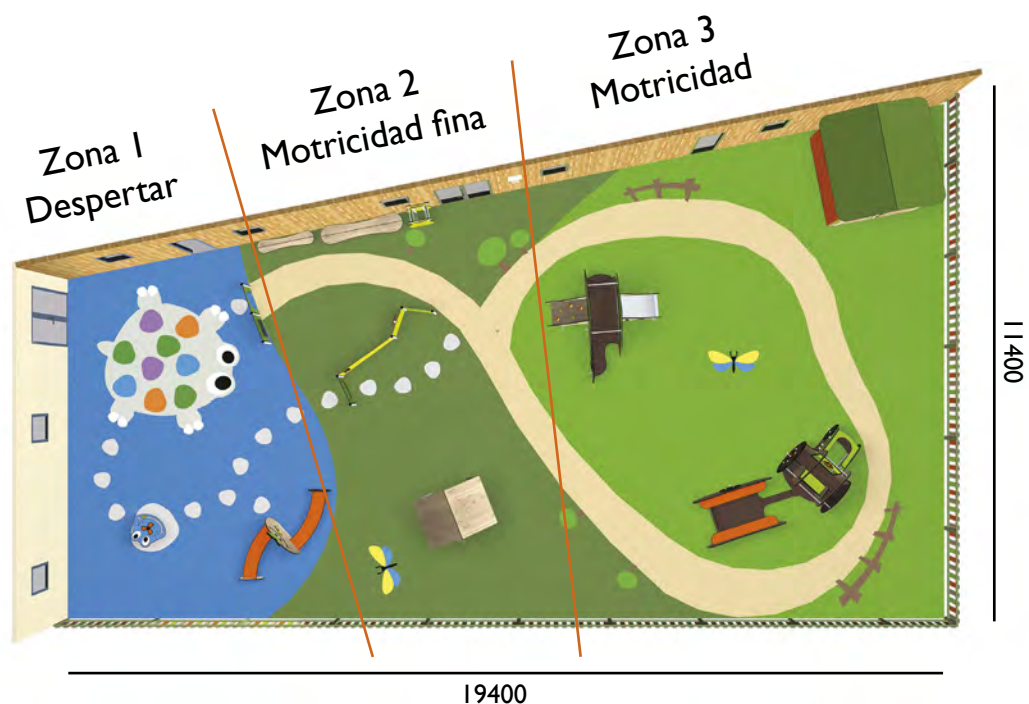 Zona 1
Despertar
Zona 2
Motricidad fina
Zona 3
Motricidad
11400
19400